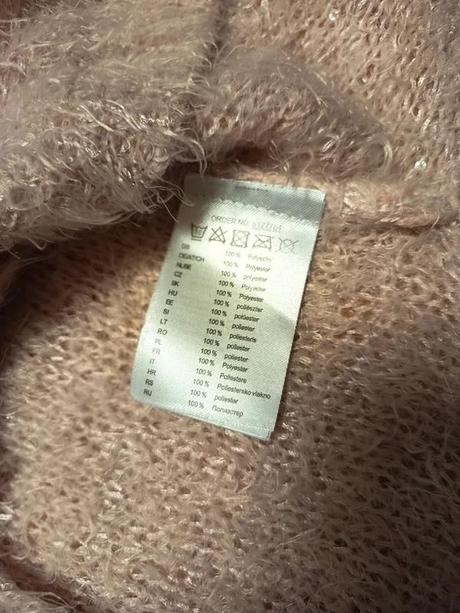 ORDER NO.
GB 100 % Polyester
DE/AT/CH 100 % Polyester
NL/BE 100 % polyester
CZ 100 % Polyester
SK 100 % Polyester
HU 100 % poliészter
EE 100 % polüester
SI 100 % poliester
LT 100 % poliesteris
RO 100 % poliester
PL 100 % poliester
FR 100 % Polyester
IT 100 % Poliestere
HR 100 % Poliestersko vlakno
RS 100 % poliester
RU 100 % Полиэстер